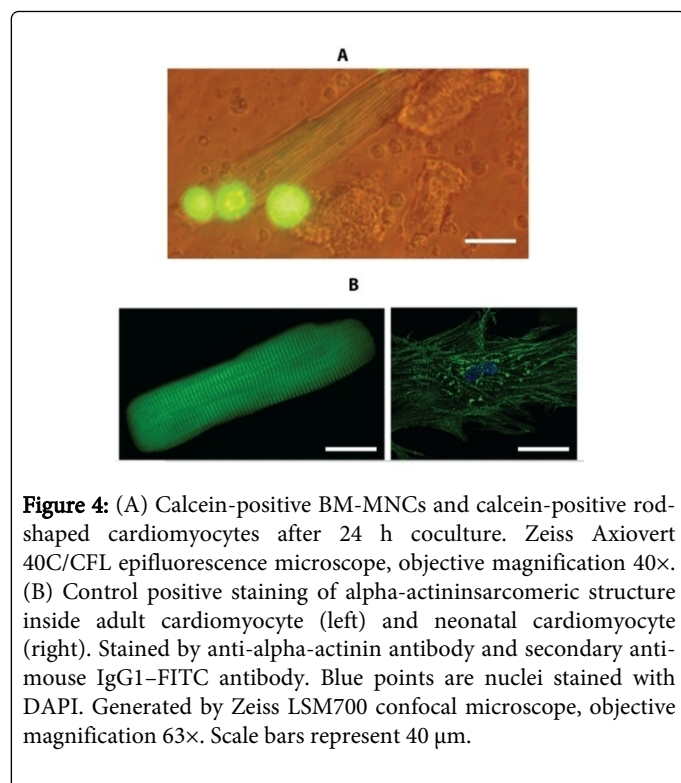 A
B
Figure 4: (A) Calcein-positive BM-MNCs and calcein-positive rod-
shaped cardiomyocytes after 24 h coculture. Zeiss Axiovert
40C/CFL epifluorescence microscope, objective magnification 40×.
(B) Control positive staining of alpha-actininsarcomeric structure
inside adult cardiomyocyte (left) and neonatal cardiomyocyte
(right). Stained by anti-alpha-actinin antibody and secondary anti-
mouse IgG1–FITC antibody. Blue points are nuclei stained with
DAPI. Generated by Zeiss LSM700 confocal microscope, objective
magnification 63×. Scale bars represent 40 μm.